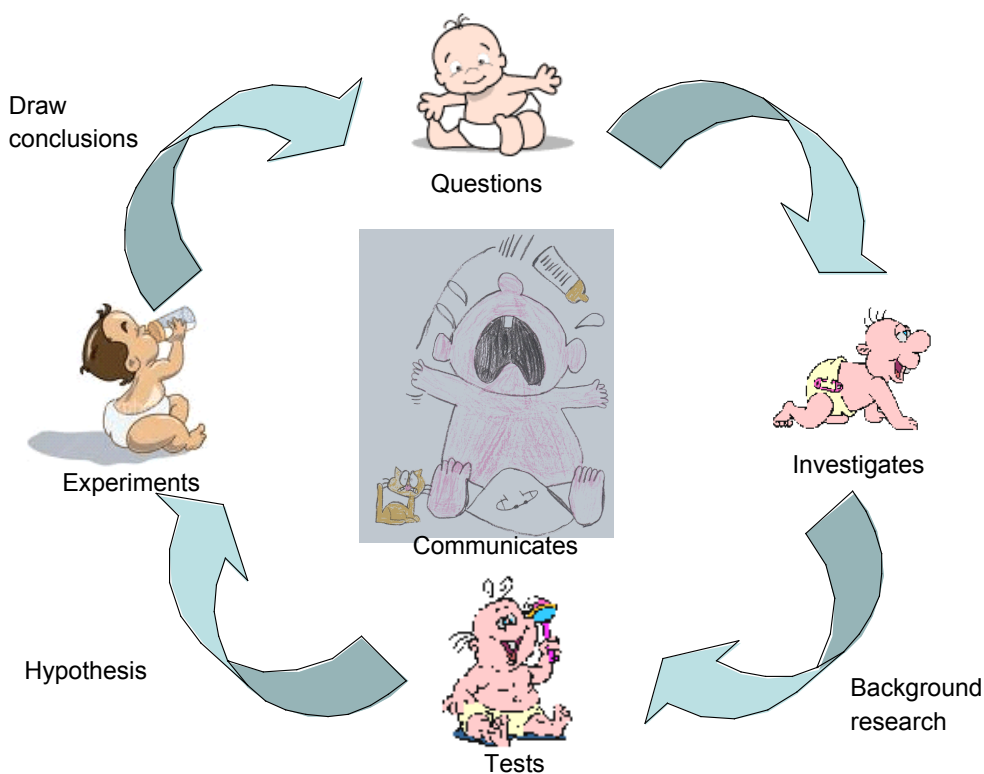 Draw
conclusions
Questions
Experiments
Investigates
Communicates
Hypothesis
Background
research
Tests